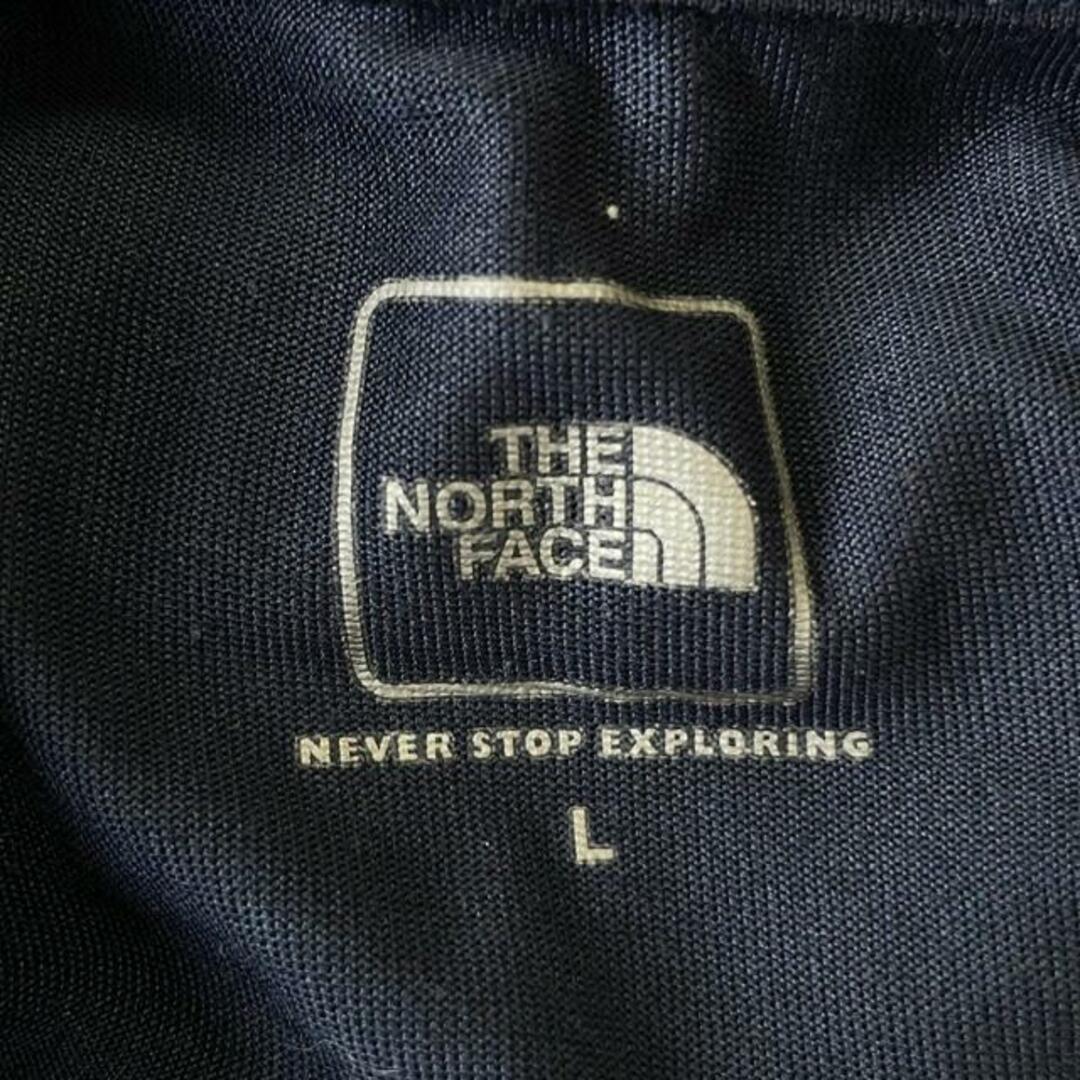 THE
NORTH
FACE
NEVER STOP EXPLORING
L